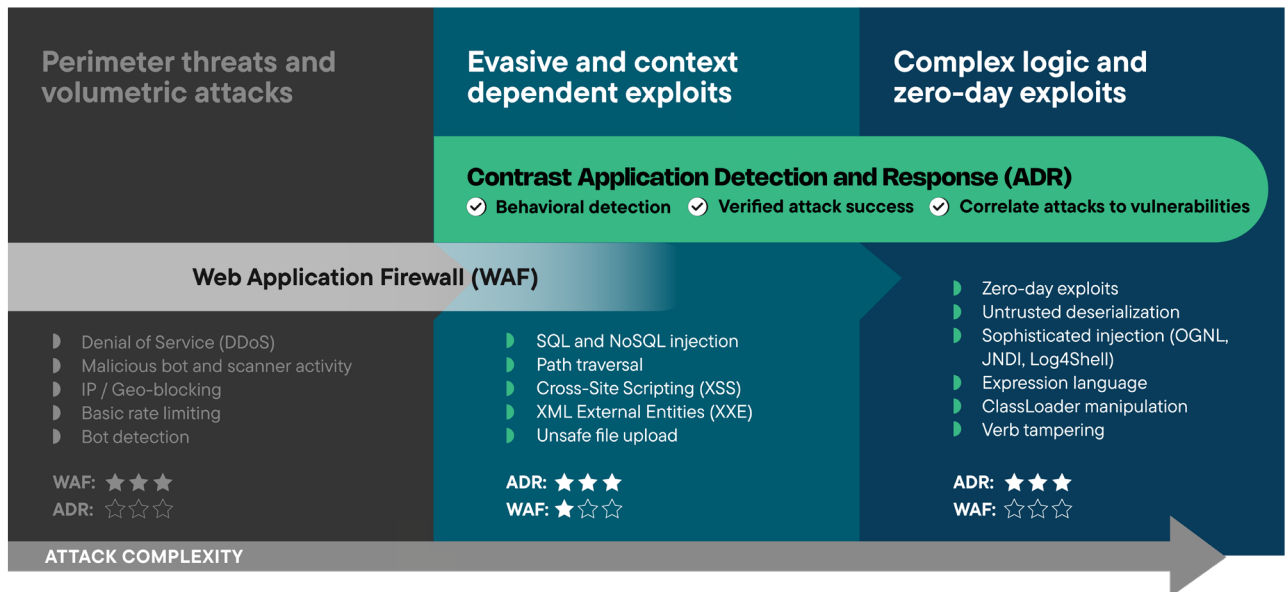 Perimeter threats and
volumetric attacks
Evasive and context
dependent exploits
Complex logic and
zero-day exploits
Contrast Application Detection and Response (ADR)
Behavioral detection
Verified attack success
Correlate attacks to vulnerabilities
Web Application Firewall (WAF)
Denial of Service (DDoS)
Malicious bot and scanner activity
IP / Geo-blocking
Basic rate limiting
Bot detection
WAF: ★★★
ADR: ☆☆☆
SQL and NoSQL injection
Path traversal
Cross-Site Scripting (XSS)
XML External Entities (XXE)
Unsafe file upload
ADR: ★★★
WAF: ★☆☆
Zero-day exploits
Untrusted deserialization
Sophisticated injection (OGNL,
JNDI, Log4Shell)
Expression language
ClassLoader manipulation
Verb tampering
ADR: ★★★
WAF: ☆☆☆
ATTACK COMPLEXITY